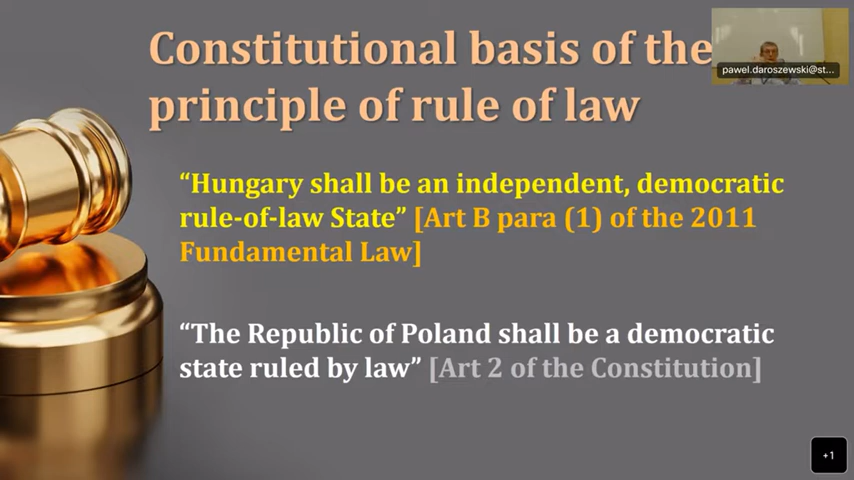 Constitutional basis of the
principle of rule of law
pawel.daroszewski@st...
“Hungary shall be an independent, democratic
rule-of-law State” [Art B para (1) of the 2011
Fundamental Law]
“The Republic of Poland shall be a democratic
state ruled by law” [Art 2 of the Constitution]
+1